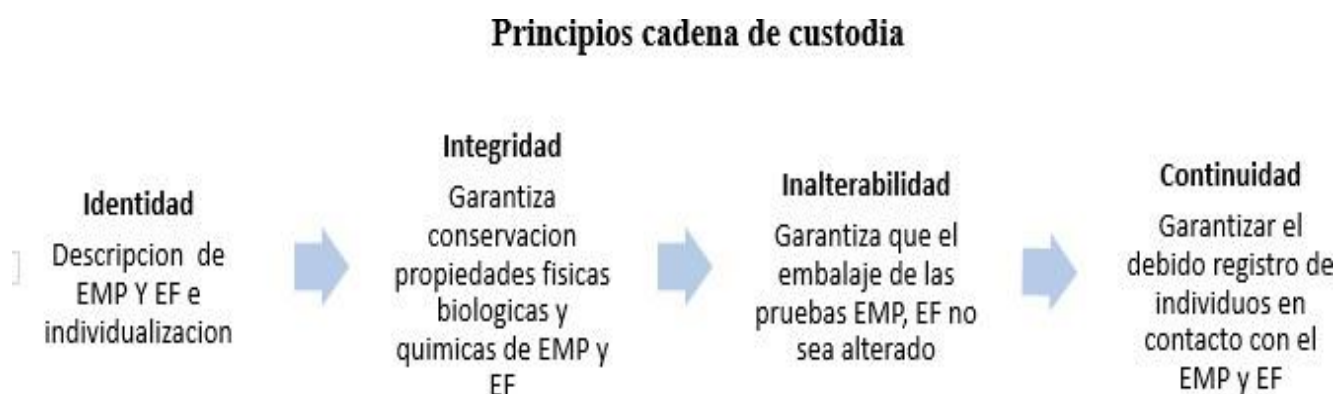 Principios cadena de custodia
Identidad
Descripcion de
EMP Y EF e
individualizacion
Integridad
Garantiza
conservacion
propiedades fisicas
biologicas y
quimicas de EMP y
EF
Inalterabilidad
Garantiza que el
embalaje de las
pruebas EMP, EF no
sea alterado
Continuidad
Garantizar el
debido registro de
individuos en
contacto con el
EMP y EF